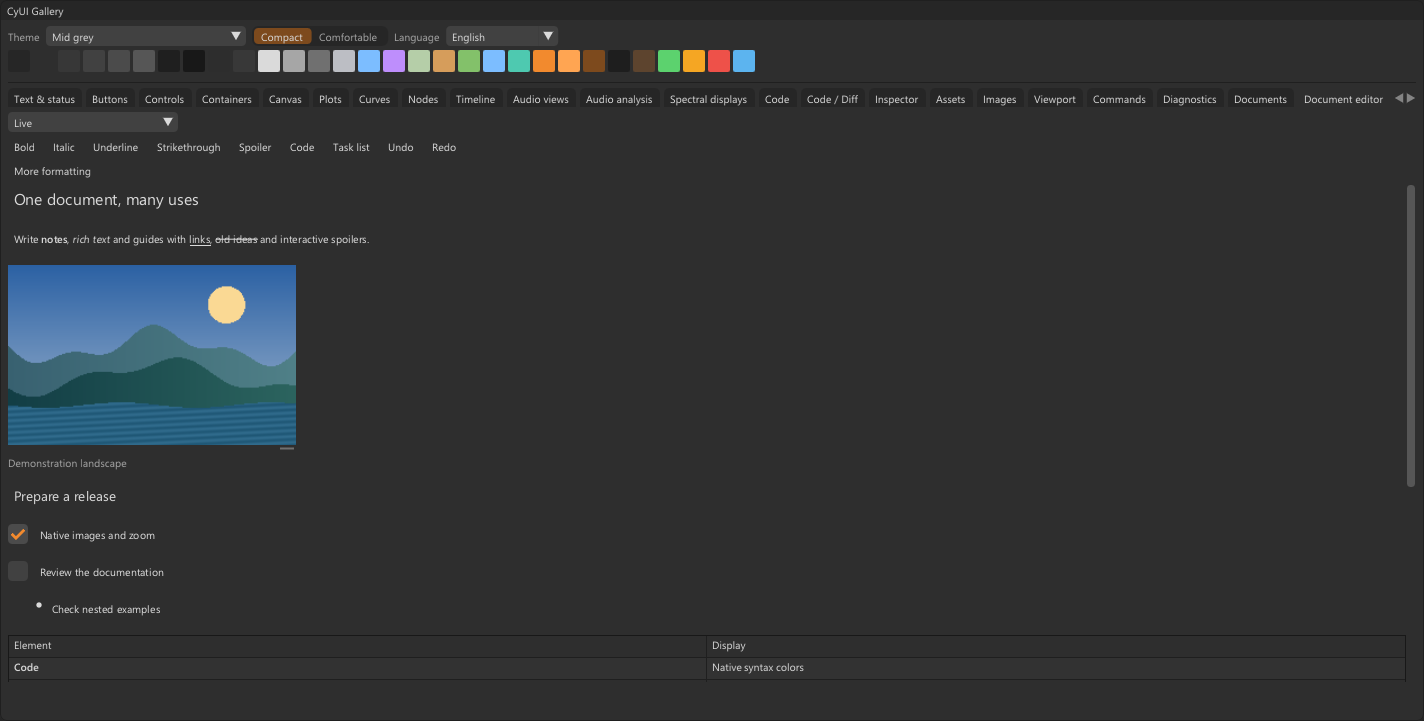 CyUI Gallery
Theme Mid grey Compact Comfortable Language English
Text & status Buttons Controls Containers Canvas Plots Curves Nodes Timeline Audio views Audio analysis Spectral displays Code Code / Diff Inspector Assets Images Viewport Commands Diagnostics Documents Document editor
Live
Bold Italic Underline Strikethrough Spoiler Code Task list Undo Redo
More formatting
One document, many uses
Write notes, rich text and guides with links, old ideas and interactive spoilers.
Demonstration landscape
Prepare a release
Native images and zoom
Review the documentation
Check nested examples
Element Display
Code Native syntax colors